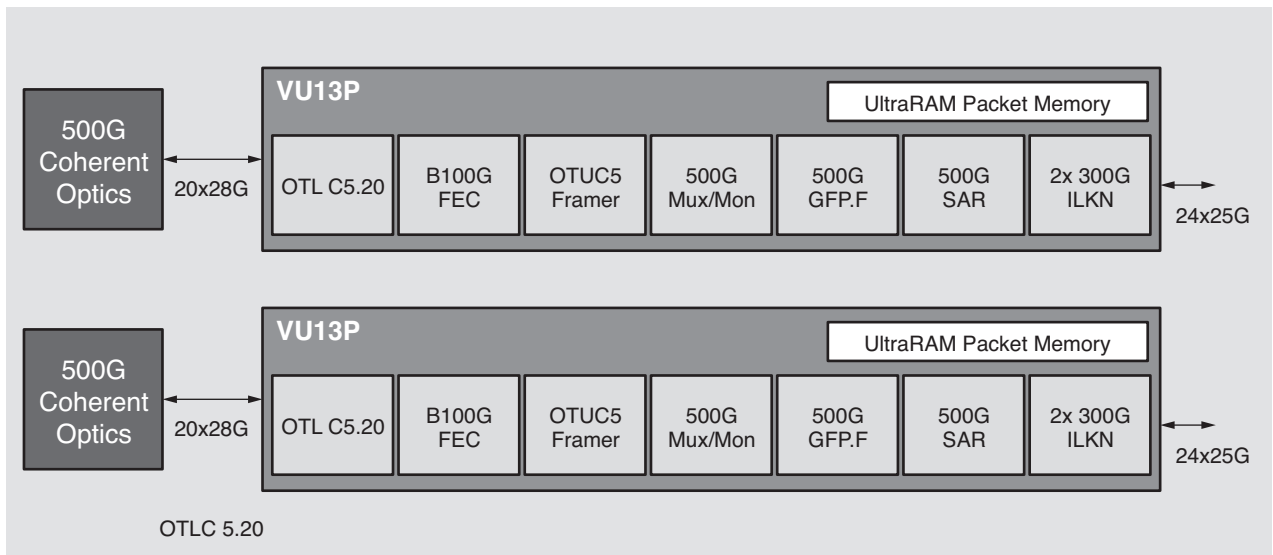 VU13P
UltraRAM Packet Memory
500G
Coherent
Optics
20x28G
OTL C5.20
B100G
FEC
OTUC5
Framer
500G
Mux/Mon
500G
GFP.F
500G
SAR
2x 300G
ILKN
24x25G
VU13P
UltraRAM Packet Memory
500G
Coherent
Optics
20x28G
OTL C5.20
B100G
FEC
OTUC5
Framer
500G
Mux/Mon
500G
GFP.F
500G
SAR
2x 300G
ILKN
24x25G
OTLC 5.20